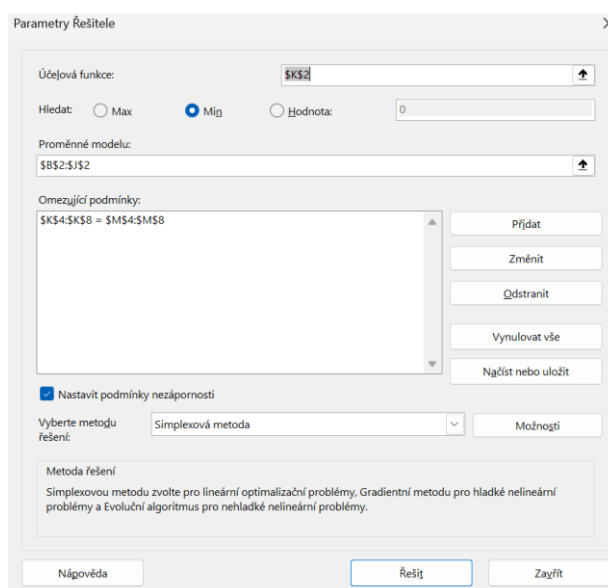 Parametry Řešitele
Účelová funkce: $K$2
Hledat: Max Min Hodnota: 0
Proměnné modelu:
$B$2:$J$2
Omezující podmínky:
$K$4:$K$8 = $M$4:$M$8
Přidat
Změnit
Odstranit
Vynulovat vše
Načíst nebo uložit
Nastavit podmínky nezápornosti
Vyberte metodu řešení: Simplexová metoda Možnosti
Metoda řešení
Simplexovou metodu zvolte pro lineární optimalizační problémy, Gradientní metodu pro hladké nelineární
problémy a Evoluční algoritmus pro nehladké nelineární problémy.
Nápověda Řešit Zavřít